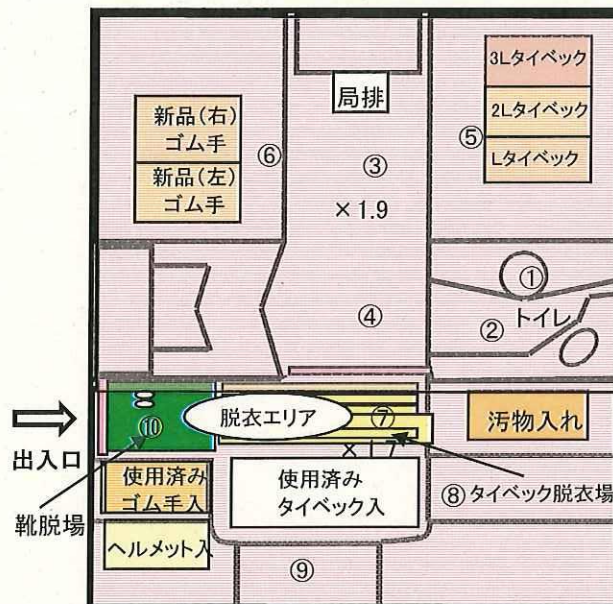 3Lタイベック
局排
新品(右)
ゴム手
2Lタイベック
⑤
⑥
③
新品(左)
ゴム手
Lタイベック
×1.9
①
④
②
トイレ
脱衣エリア
⑦
汚物入れ
⑩
×1.7
出入口
使用済み
ゴム手入
使用済み
タイベック入
⑧タイベック脱衣場
靴脱場
ヘルメット入
⑨